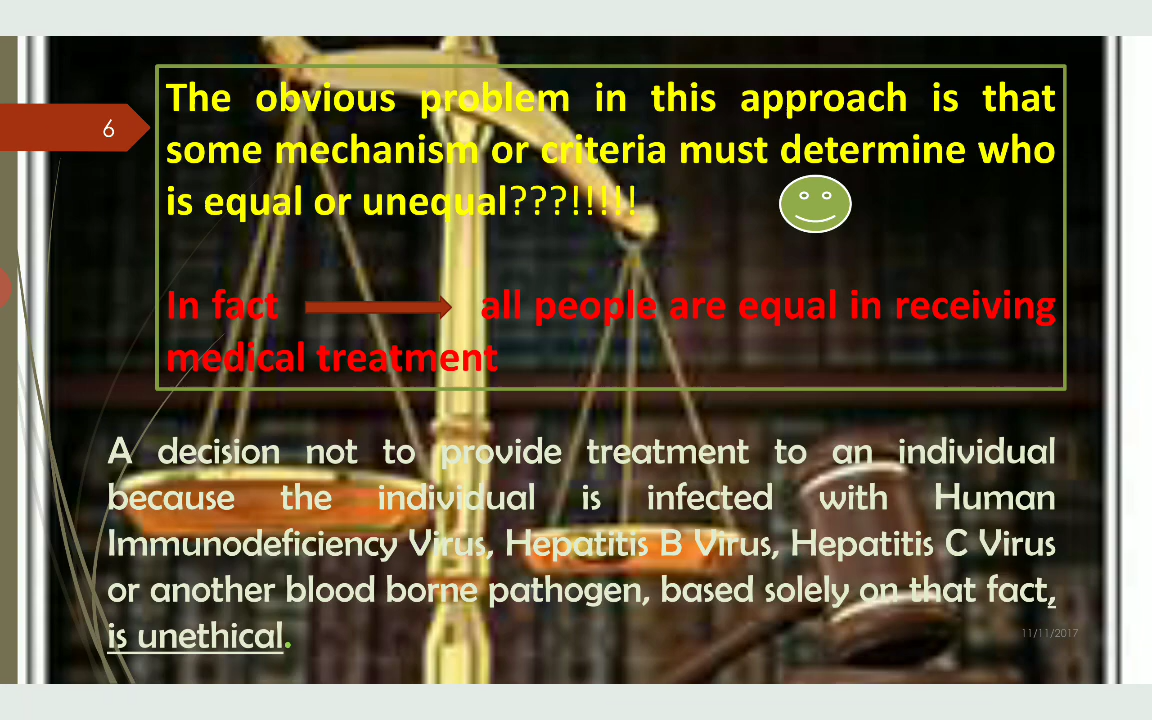 6
The obvious problem in this approach is that
some mechanism or criteria must determine who
is equal or unequal???!!!!!
In fact all people are equal in receiving
medical treatment
A decision not to provide treatment to an individual
because the individual is infected with Human
Immunodeficiency Virus, Hepatitis B Virus, Hepatitis C Virus
or another blood borne pathogen, based solely on that fact,
is unethical.
11/11/2017